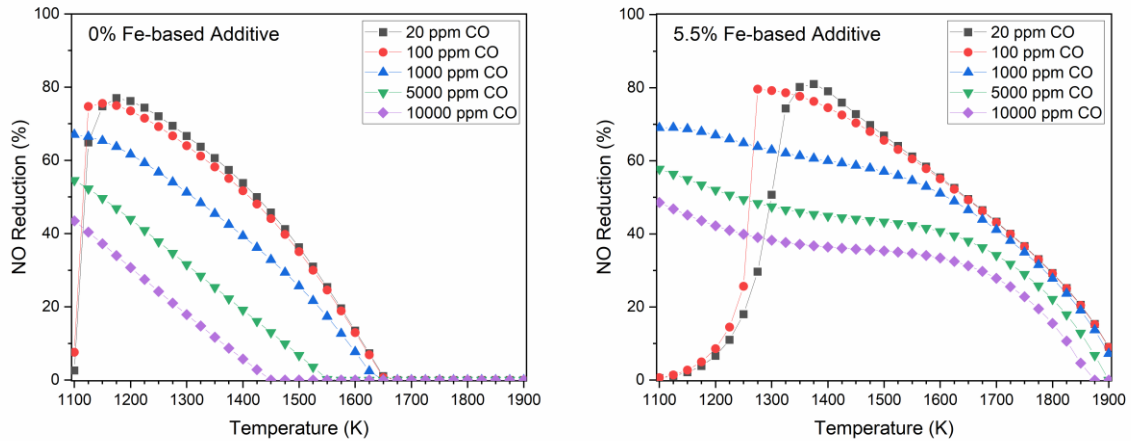 0% Fe-based Additive
20 ppm CO
100 ppm CO
1000 ppm CO
5000 ppm CO
10000 ppm CO
NO Reduction (%)
100
80
60
40
20
0
1100 1200 1300 1400 1500 1600 1700 1800 1900
Temperature (K)
5.5% Fe-based Additive
20 ppm CO
100 ppm CO
1000 ppm CO
5000 ppm CO
10000 ppm CO
NO Reduction (%)
100
80
60
40
20
0
1100 1200 1300 1400 1500 1600 1700 1800 1900
Temperature (K)